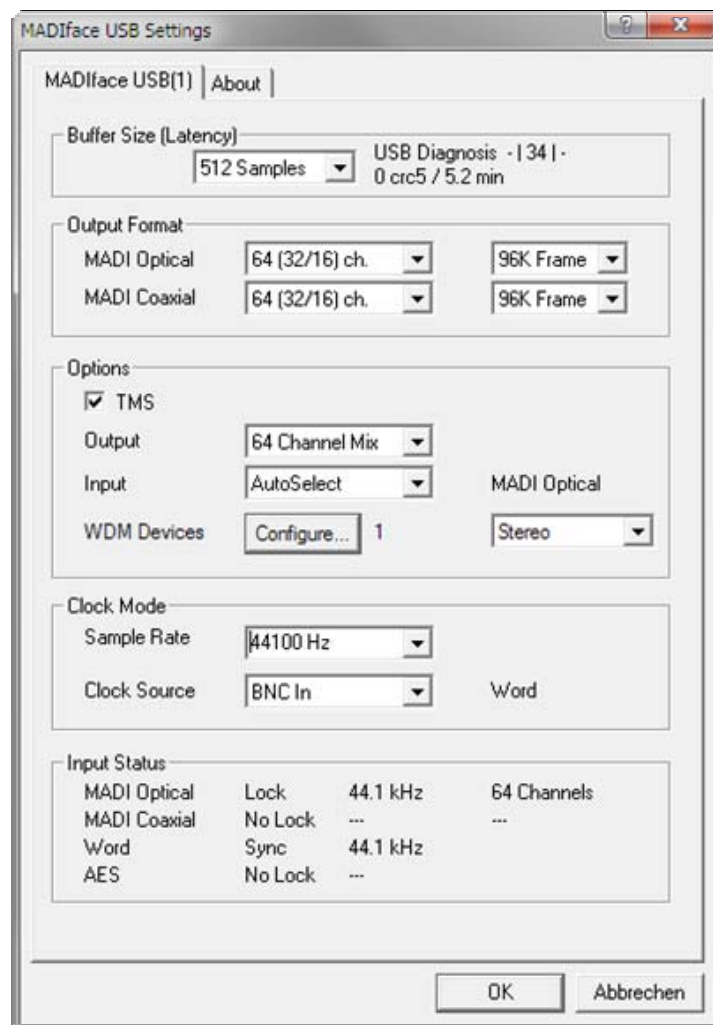 MADIface USB Settings
MADIface USB(1) About
Buffer Size (Latency)
512 Samples USB Diagnosis - | 34 | -
0 crc5 / 5.2 min
Output Format
MADI Optical 64 (32/16) ch. 96K Frame
MADI Coaxial 64 (32/16) ch. 96K Frame
Options
TMS
Output 64 Channel Mix
Input AutoSelect MADI Optical
WDM Devices Configure... 1 Stereo
Clock Mode
Sample Rate 44100 Hz
Clock Source BNC In Word
Input Status
MADI Optical Lock 44.1 kHz 64 Channels
MADI Coaxial No Lock --- ---
Word Sync 44.1 kHz
AES No Lock ---
OK Abbrechen